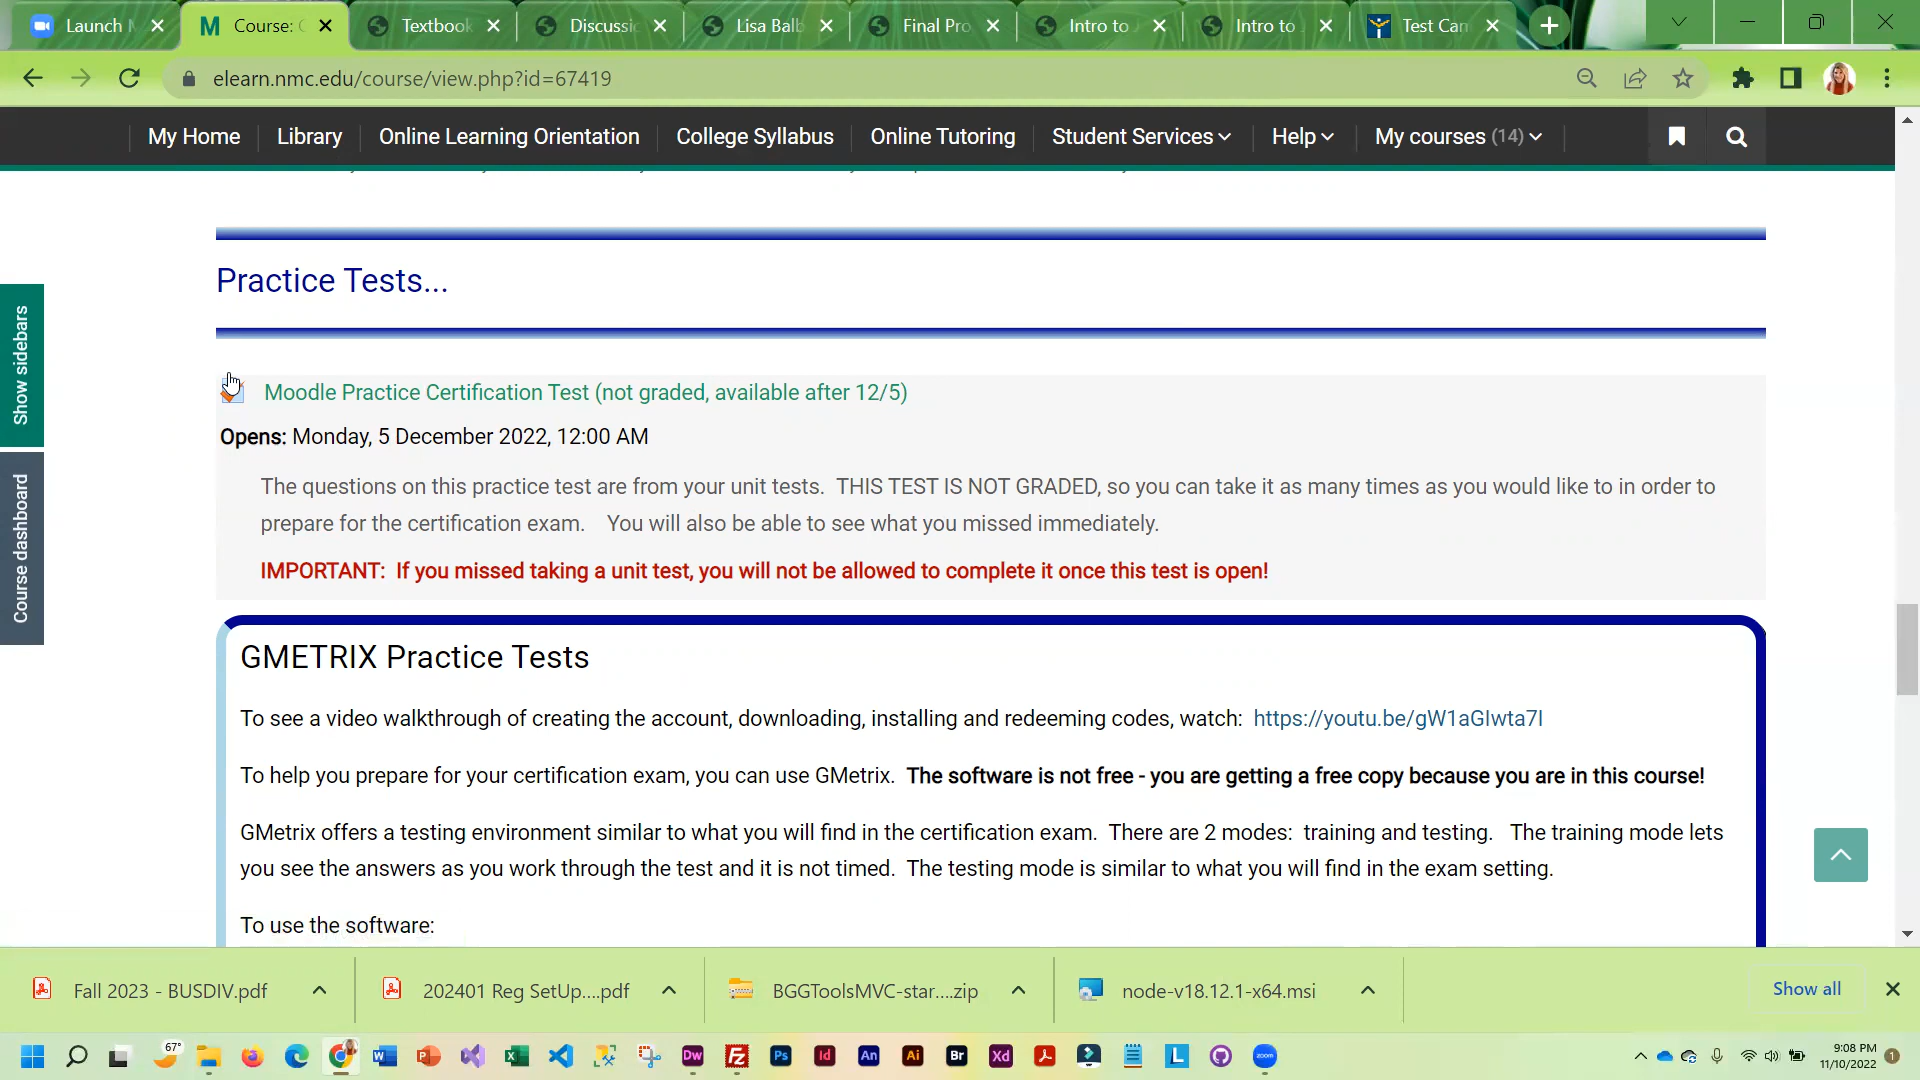 Launch M
Course: C
Textbook
Discussic
Lisa Balb
Final Pro
Intro to J
Intro to J
Test Can
elearn.nmc.edu/course/view.php?id=67419
My Home
Library
Online Learning Orientation
College Syllabus
Online Tutoring
Student Services
Help
My courses (14)
Show sidebars
Course dashboard
Practice Tests...
Moodle Practice Certification Test (not graded, available after 12/5)
Opens: Monday, 5 December 2022, 12:00 AM
The questions on this practice test are from your unit tests. THIS TEST IS NOT GRADED, so you can take it as many times as you would like to in order to
prepare for the certification exam. You will also be able to see what you missed immediately.
IMPORTANT: If you missed taking a unit test, you will not be allowed to complete it once this test is open!
GMETRIX Practice Tests
To see a video walkthrough of creating the account, downloading, installing and redeeming codes, watch: https://youtu.be/gW1aGIwta7I
To help you prepare for your certification exam, you can use GMetrix. The software is not free - you are getting a free copy because you are in this course!
GMetrix offers a testing environment similar to what you will find in the certification exam. There are 2 modes: training and testing. The training mode lets
you see the answers as you work through the test and it is not timed. The testing mode is similar to what you will find in the exam setting.
To use the software:
Fall 2023 - BUSDIV.pdf
202401 Reg SetUp....pdf
BGGToolsMVC-star....zip
node-v18.12.1-x64.msi
Show all
67°
9:08 PM
11/10/2022
1